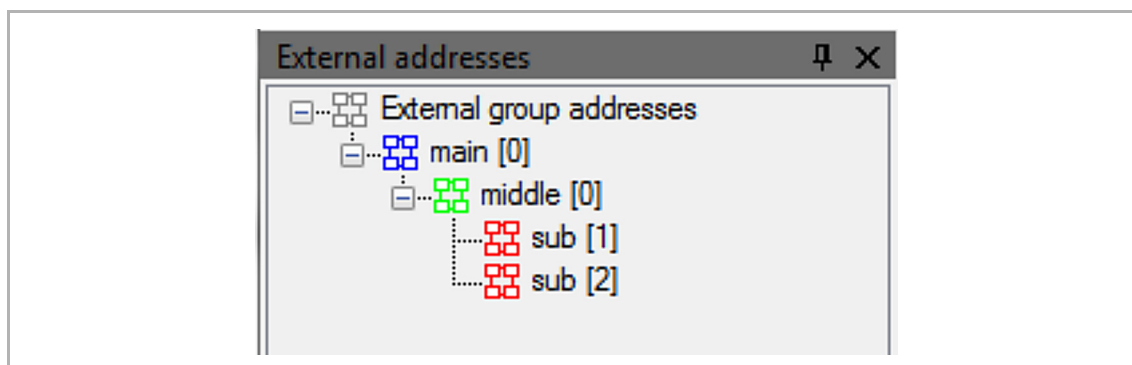 External addresses
External group addresses
main [0]
middle [0]
sub [1]
sub [2]